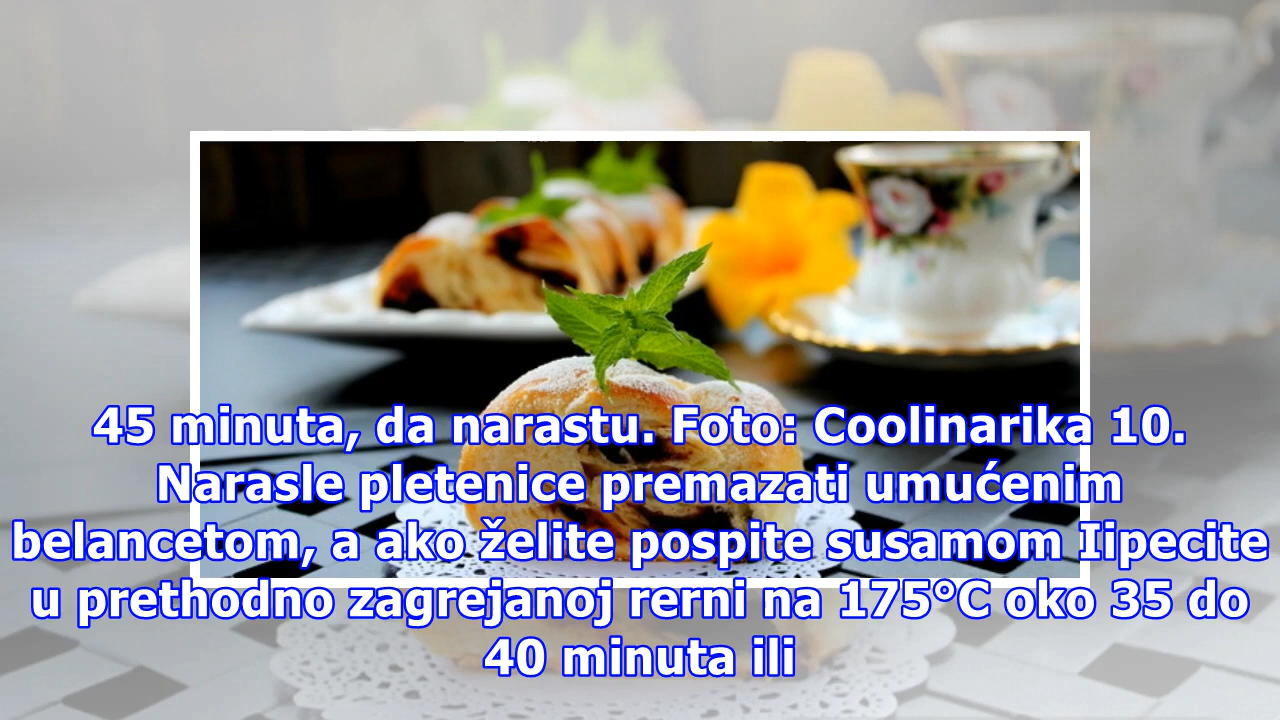 45 minuta, da narastu. Foto: Coolinarika 10.
Narasle pletenice premazati umućenim
belancetom, a ako želite pospite susamom Iipecite
u prethodno zagrejanoj rerni na 175°C oko 35 do
40 minuta ili